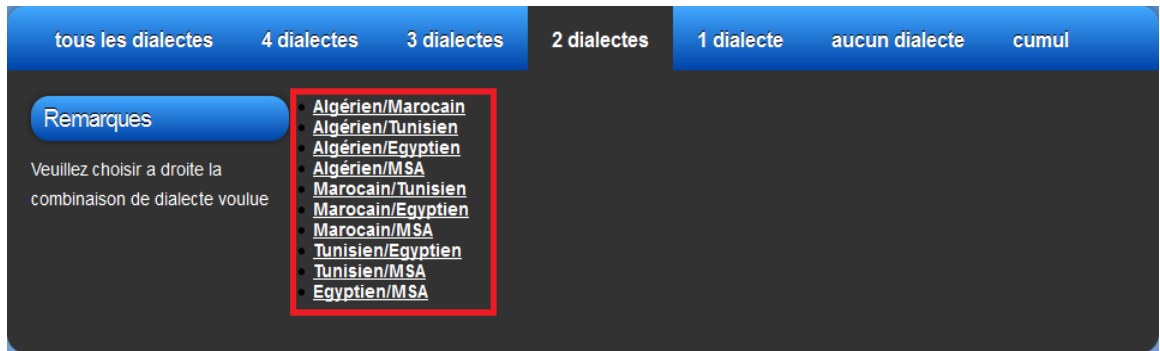 tous les dialectes 4 dialectes 3 dialectes 2 dialectes 1 dialecte aucun dialecte cumul
Remarques
Veuillez choisir a droite la
combinaison de dialecte voulue
Algérien/Marocain
Algérien/Tunisien
Algérien/Egyptien
Algérien/MSA
Marocain/Tunisien
Marocain/Egyptien
Marocain/MSA
Tunisien/Egyptien
Tunisien/MSA
Egyptien/MSA